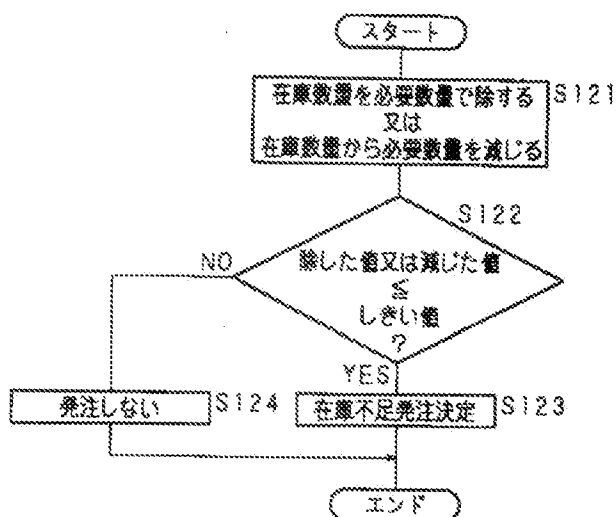 スタート
在庫数量を必要数量で除する
又は
在庫数量から必要数量を減じる
S121
S122
NO
除した値又は減じた値
≦
しきい値
?
YES
発注しない
S124
在庫不足発注決定
S123
エンド